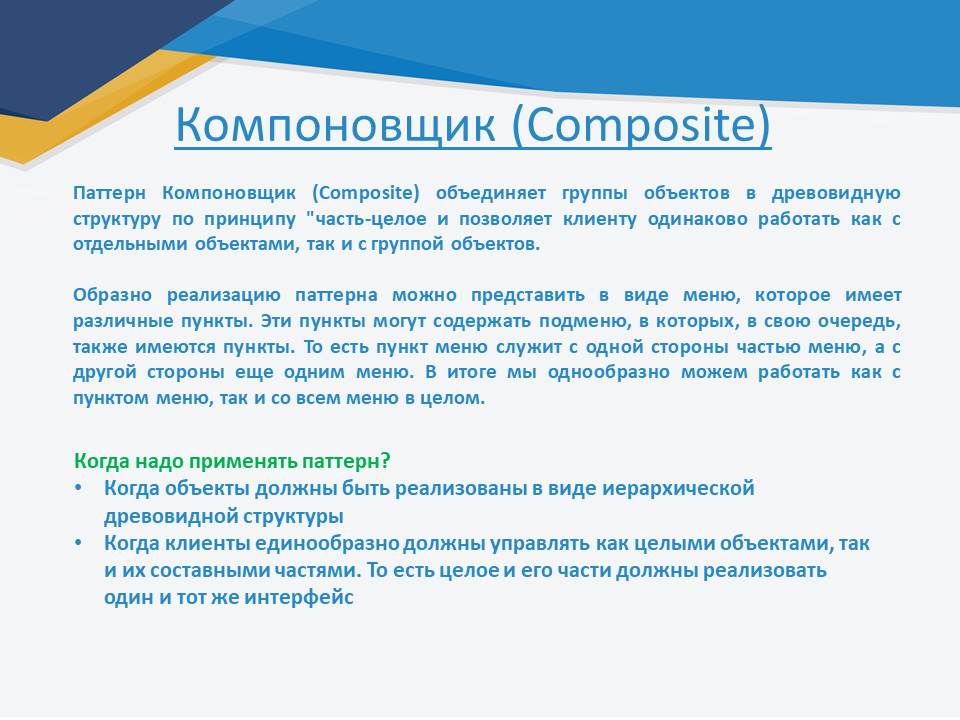 Компоновщик (Composite)
Паттерн Компоновщик (Composite) объединяет группы объектов в древовидную
структуру по принципу "часть-целое и позволяет клиенту одинаково работать как с
отдельными объектами, так и с группой объектов.
Образно реализацию паттерна можно представить в виде меню, которое имеет
различные пункты. Эти пункты могут содержать подменю, в которых, в свою очередь,
также имеются пункты. То есть пункт меню служит с одной стороны частью меню, а с
другой стороны еще одним меню. В итоге мы однообразно можем работать как с
пунктом меню, так и со всем меню в целом.
Когда надо применять паттерн?
• Когда объекты должны быть реализованы в виде иерархической
древовидной структуры
• Когда клиенты единообразно должны управлять как целыми объектами, так
и их составными частями. То есть целое и его части должны реализовать
один и тот же интерфейс